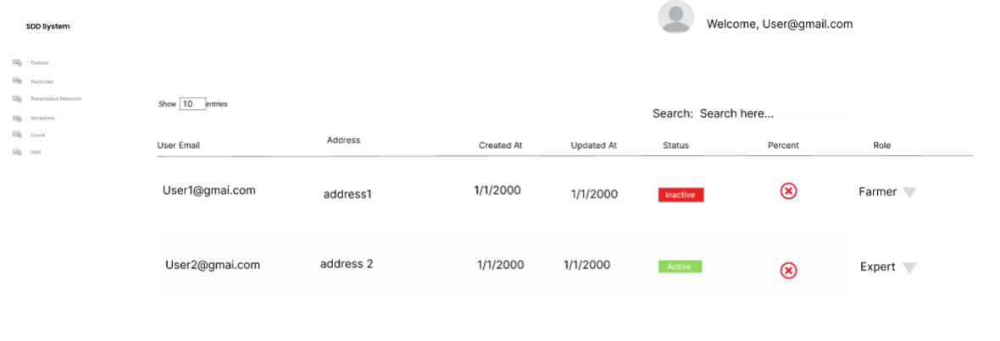 SDD System
Welcome, User@gmail.com
Disease
Pesticides
Preventative Measures
Symptoms
Cause
User
Show 10 entries
Search: Search here...
User Email Address Created At Updated At Status Percent Role
User1@gmai.com address1 1/1/2000 1/1/2000 Inactive Farmer
User2@gmai.com address 2 1/1/2000 1/1/2000 Active Expert